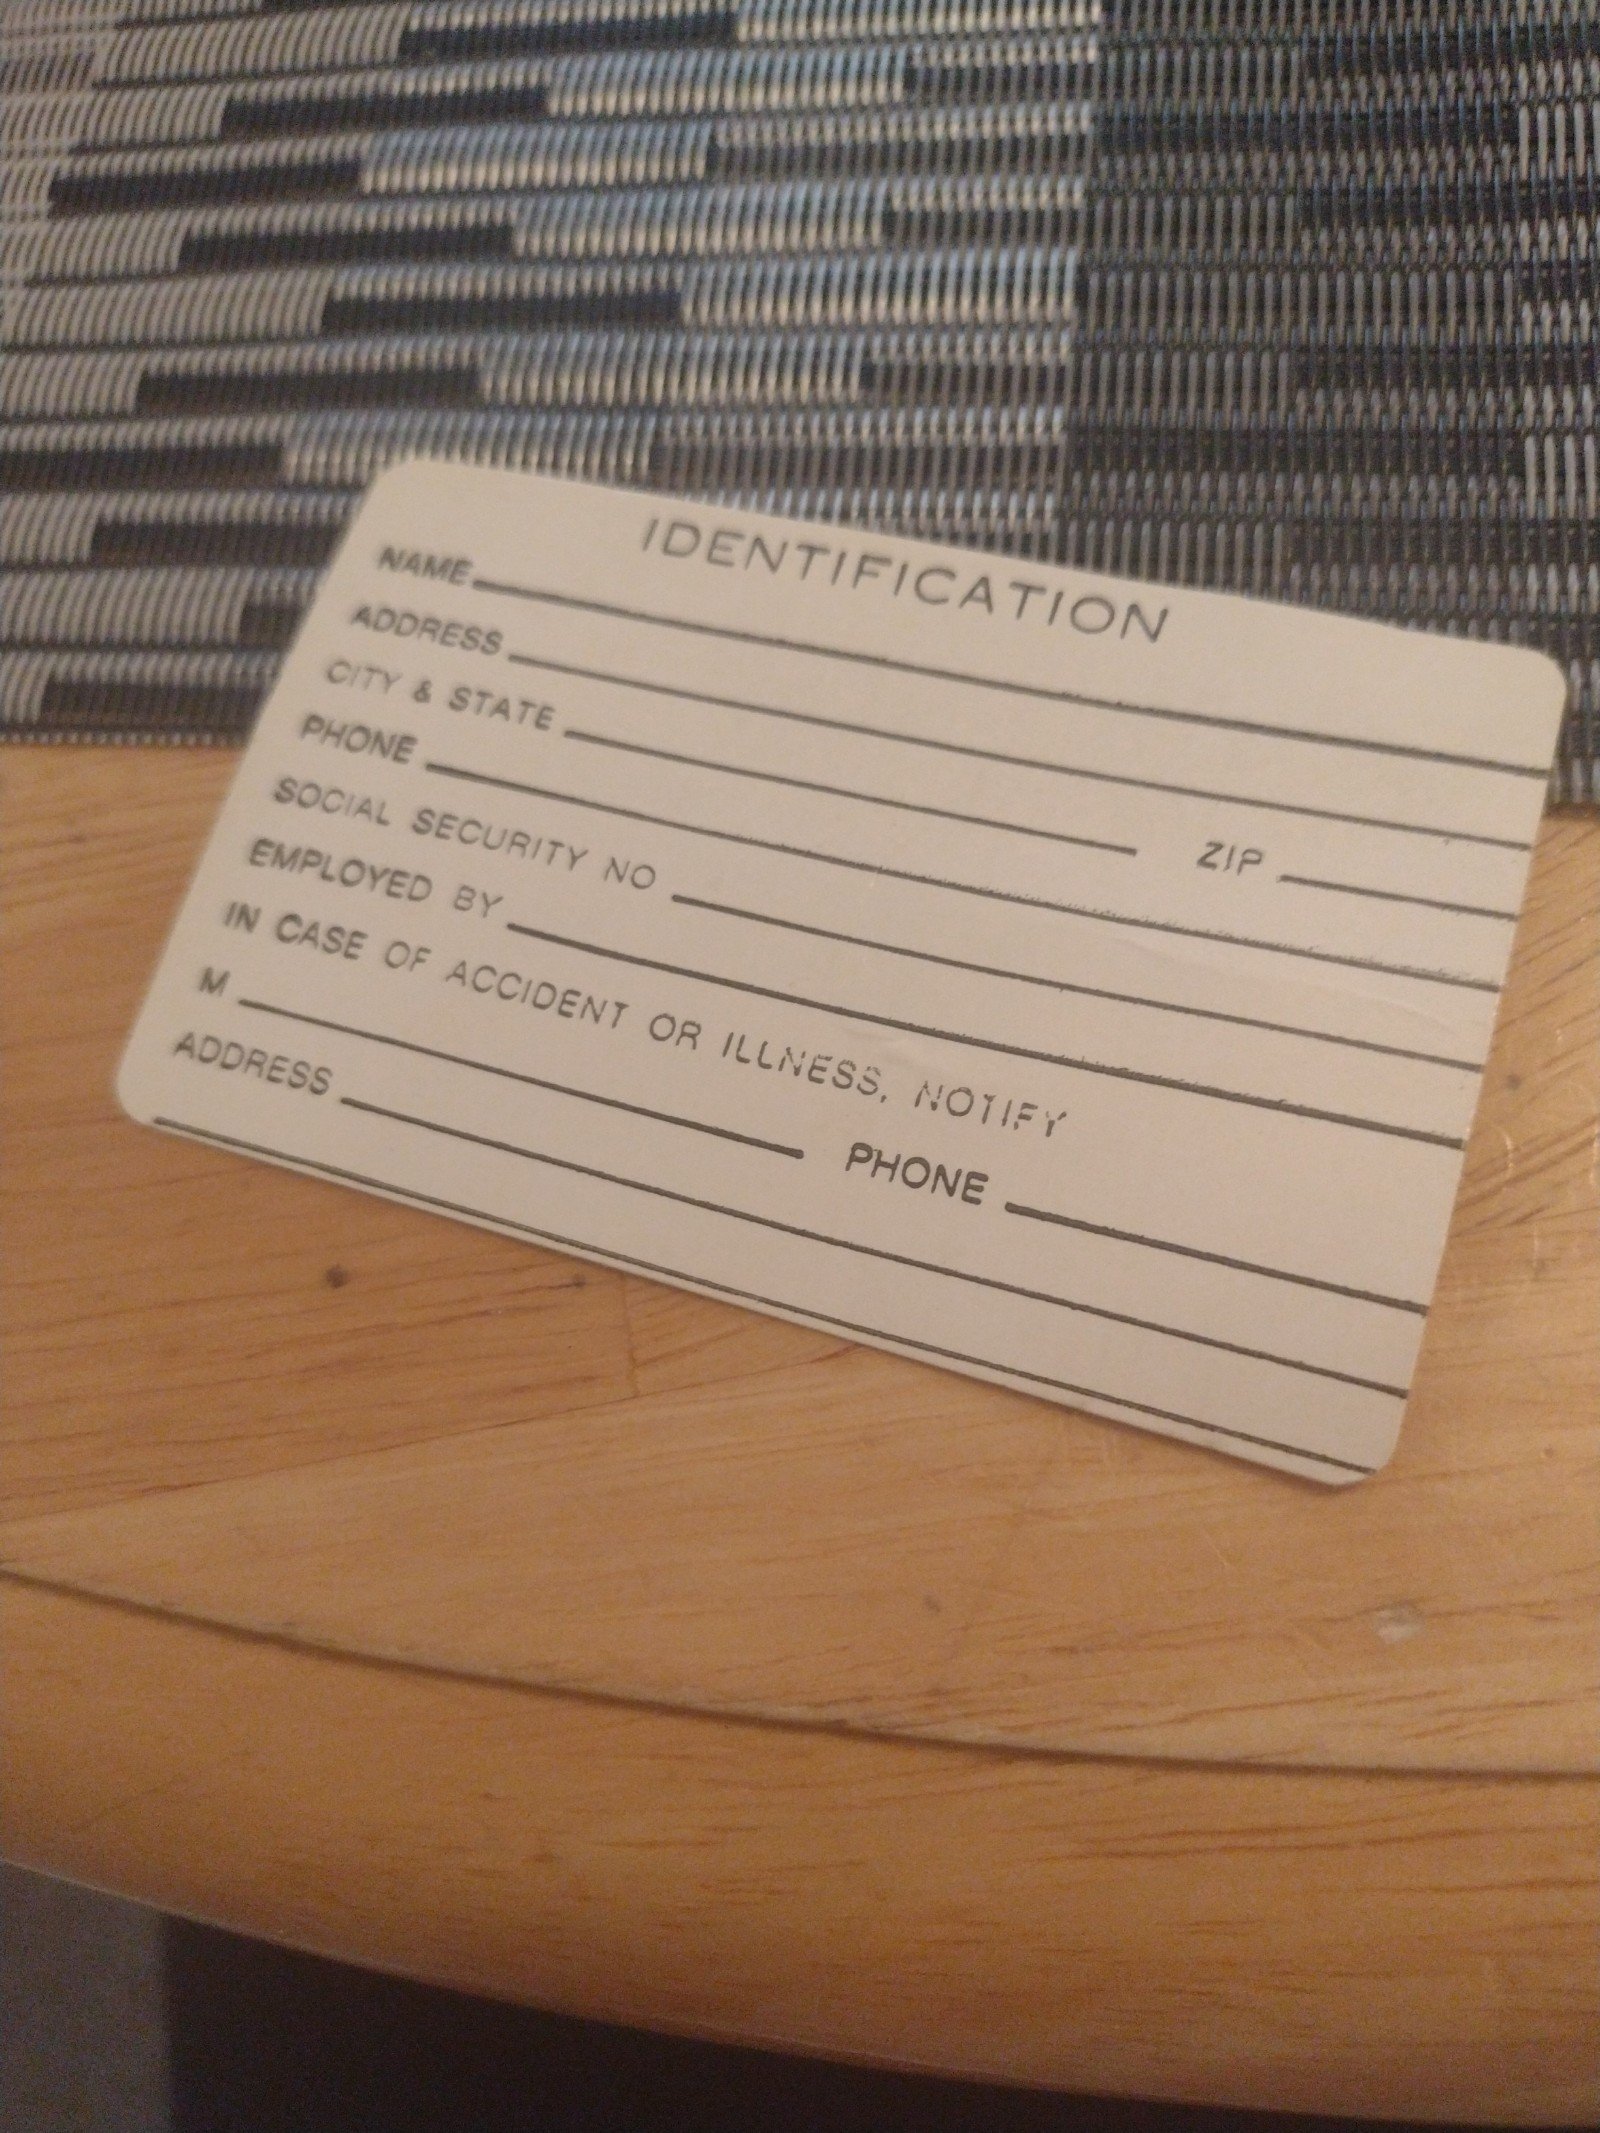 IDENTIFICATION
NAME
ADDRESS
CITY & STATE ZIP
PHONE
SOCIAL SECURITY NO
EMPLOYED BY
IN CASE OF ACCIDENT OR ILLNESS, NOTIFY
M PHONE
ADDRESS